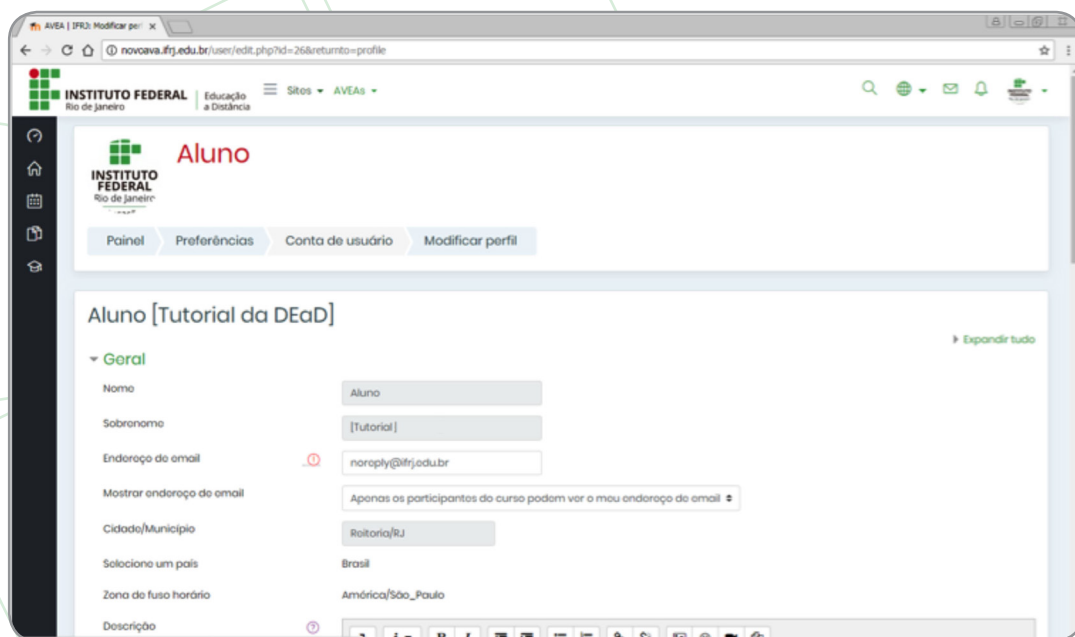 AVEA | IFRJ: Modificar per
novoava.ifrj.edu.br/user/edit.php?id=26&returnto=profile
INSTITUTO FEDERAL
Rio de Janeiro
Educação
a Distância
Sites
AVEAs
INSTITUTO
FEDERAL
Rio de Janeiro
Aluno
Painel
Preferências
Conta de usuário
Modificar perfil
Aluno [Tutorial da DEaD]
Expandir tudo
Geral
Nome
Aluno
Sobrenome
[Tutorial]
Endereço de email
noreply@ifrj.edu.br
Mostrar endereço de email
Apenas os participantes do curso podem ver o meu endereço de email
Cidade/Município
Reitoria/RJ
Selecione um país
Brasil
Zona de fuso horário
América/São_Paulo
Descrição